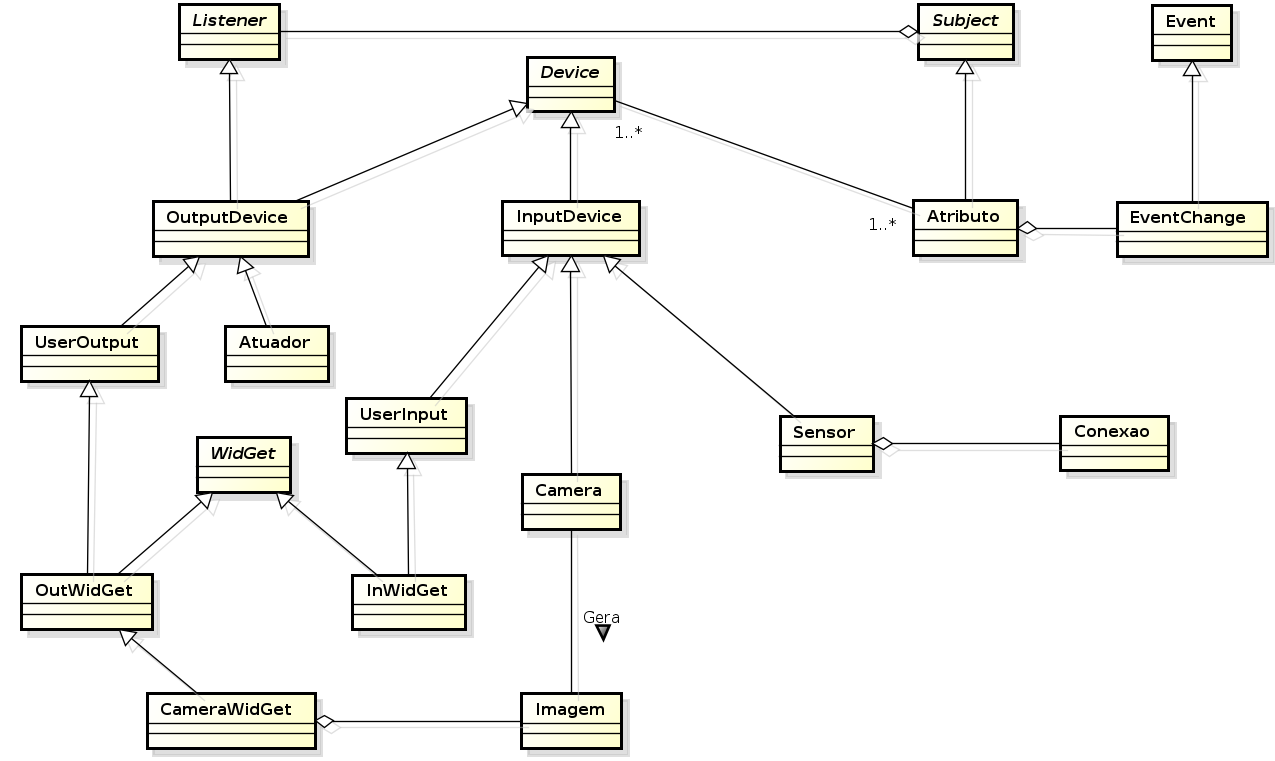 Listener
Subject
Event
Device
1..*
OutputDevice
InputDevice
1..*
Atributo
EventChange
UserOutput
Atuador
UserInput
Sensor
Conexao
WidGet
Camera
OutWidGet
InWidGet
Gera
CameraWidGet
Imagem